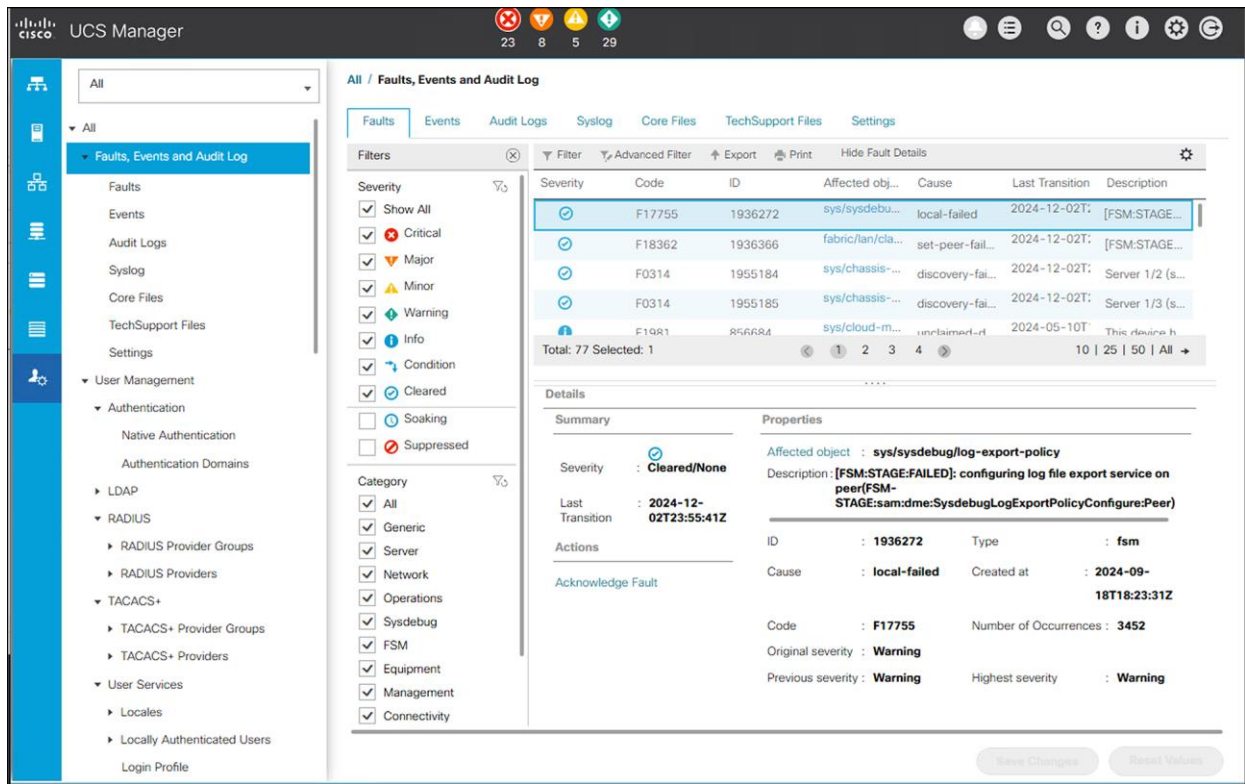 CISCO UCS Manager
23 8 5 29
All
All
Faults, Events and Audit Log
Faults
Events
Audit Logs
Syslog
Core Files
TechSupport Files
Settings
User Management
Authentication
Native Authentication
Authentication Domains
LDAP
RADIUS
RADIUS Provider Groups
RADIUS Providers
TACACS+
TACACS+ Provider Groups
TACACS+ Providers
User Services
Locales
Locally Authenticated Users
Login Profile
All / Faults, Events and Audit Log
Faults Events Audit Logs Syslog Core Files TechSupport Files Settings
Filters
Severity
Show All
Critical
Major
Minor
Warning
Info
Condition
Cleared
Soaking
Suppressed
Category
All
Generic
Server
Network
Operations
Sysdebug
FSM
Equipment
Management
Connectivity
Filter Advanced Filter Export Print Hide Fault Details
Severity Code ID Affected obj... Cause Last Transition Description
F17755 1936272 sys/sysdebu... local-failed 2024-12-02T: [FSM:STAGE...
F18362 1936366 fabric/lan/cla... set-peer-fail... 2024-12-02T: [FSM:STAGE...
F0314 1955184 sys/chassis-... discovery-fai... 2024-12-02T: Server 1/2 (s...
F0314 1955185 sys/chassis-... discovery-fai... 2024-12-02T: Server 1/3 (s...
F1981 856684 sys/cloud-m... unclaimed-d 2024-05-10T This device h
Total: 77 Selected: 1 1 2 3 4 10 | 25 | 50 | All
Details
Summary
Severity : Cleared/None
Last Transition : 2024-12-
02T23:55:41Z
Actions
Acknowledge Fault
Properties
Affected object : sys/sysdebug/log-export-policy
Description : [FSM:STAGE:FAILED]: configuring log file export service on
peer(FSM-
STAGE:sam:dme:SysdebugLogExportPolicyConfigure:Peer)
ID : 1936272 Type : fsm
Cause : local-failed Created at : 2024-09-
18T18:23:31Z
Code : F17755 Number of Occurrences : 3452
Original severity : Warning
Previous severity : Warning Highest severity : Warning
Save Changes Reset Values